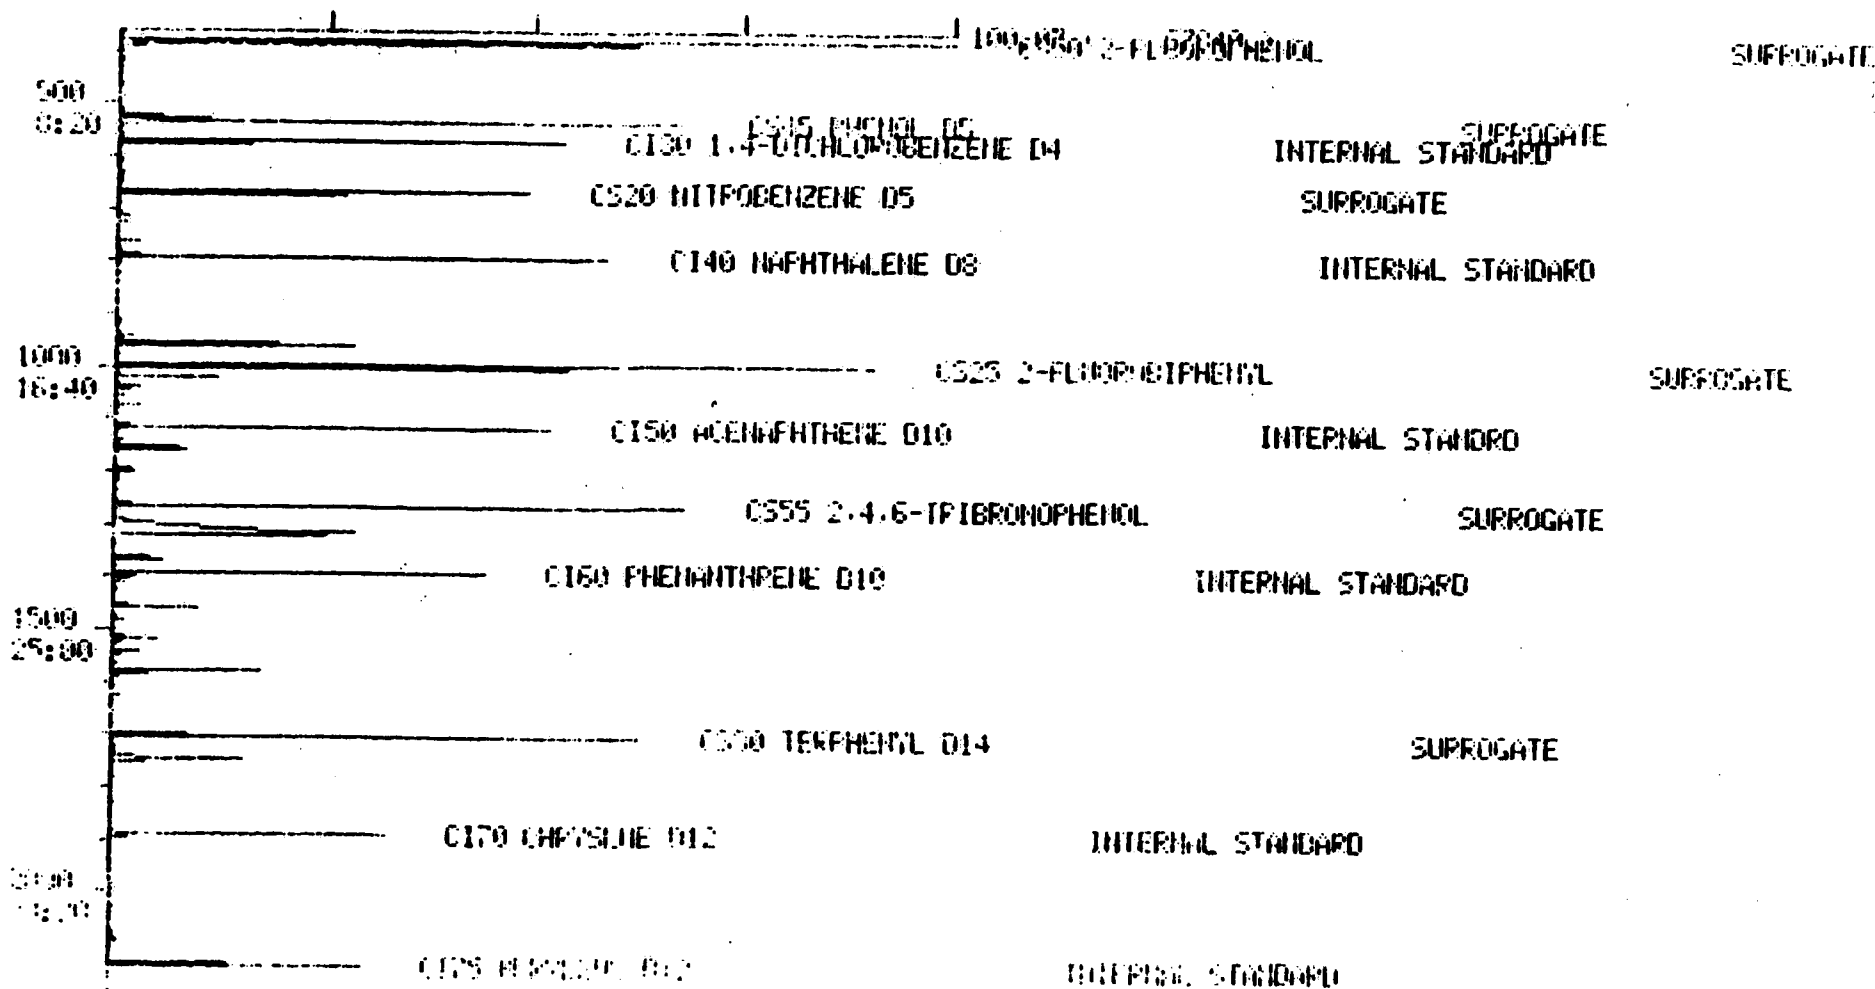 2-FLUOROPHENOL SURROGATE
500
8:20
CS15 PHENOL D5 SURROGATE
CI30 1,4-DICHLOROBENZENE D4 INTERNAL STANDARD
CS20 NITROBENZENE D5 SURROGATE
CI40 NAPHTHALENE D8 INTERNAL STANDARD
1000
16:40
CS25 2-FLUOROBIPHENYL SURROGATE
CI50 ACENAPHTHENE D10 INTERNAL STANDRD
CS55 2,4,6-TRIBROMOPHENOL SURROGATE
CI60 PHENANTHRENE D10 INTERNAL STANDARD
1500
25:00
TERPHENYL D14 SURROGATE
CI70 CHRYSENE D12 INTERNAL STANDARD
CI75 D12 INTERNAL STANDARD